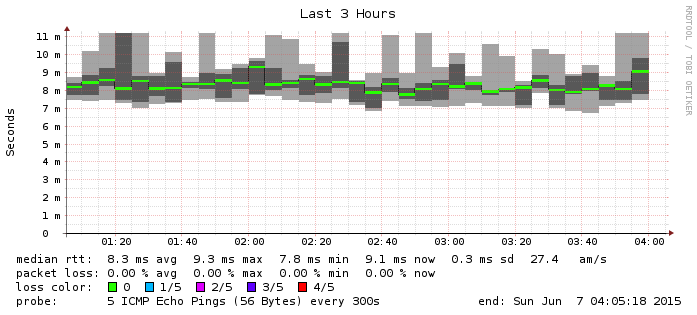 Last 3 Hours
RRDTOOL / TOBI OETIKER
Seconds
11 m
10 m
9 m
8 m
7 m
6 m
5 m
4 m
3 m
2 m
1 m
0
01:20 01:40 02:00 02:20 02:40 03:00 03:20 03:40 04:00
median rtt: 8.3 ms avg 9.3 ms max 7.8 ms min 9.1 ms now 0.3 ms sd 27.4 am/s
packet loss: 0.00 % avg 0.00 % max 0.00 % min 0.00 % now
loss color: 0 1/5 2/5 3/5 4/5
probe: 5 ICMP Echo Pings (56 Bytes) every 300s end: Sun Jun 7 04:05:18 2015